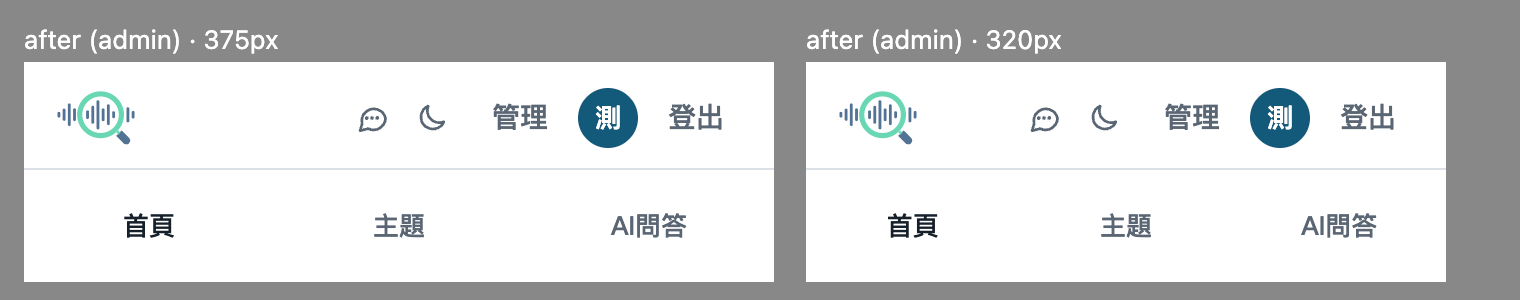 after (admin) · 375px
管理 測 登出
首頁 主題 AI問答
after (admin) · 320px
管理 測 登出
首頁 主題 AI問答